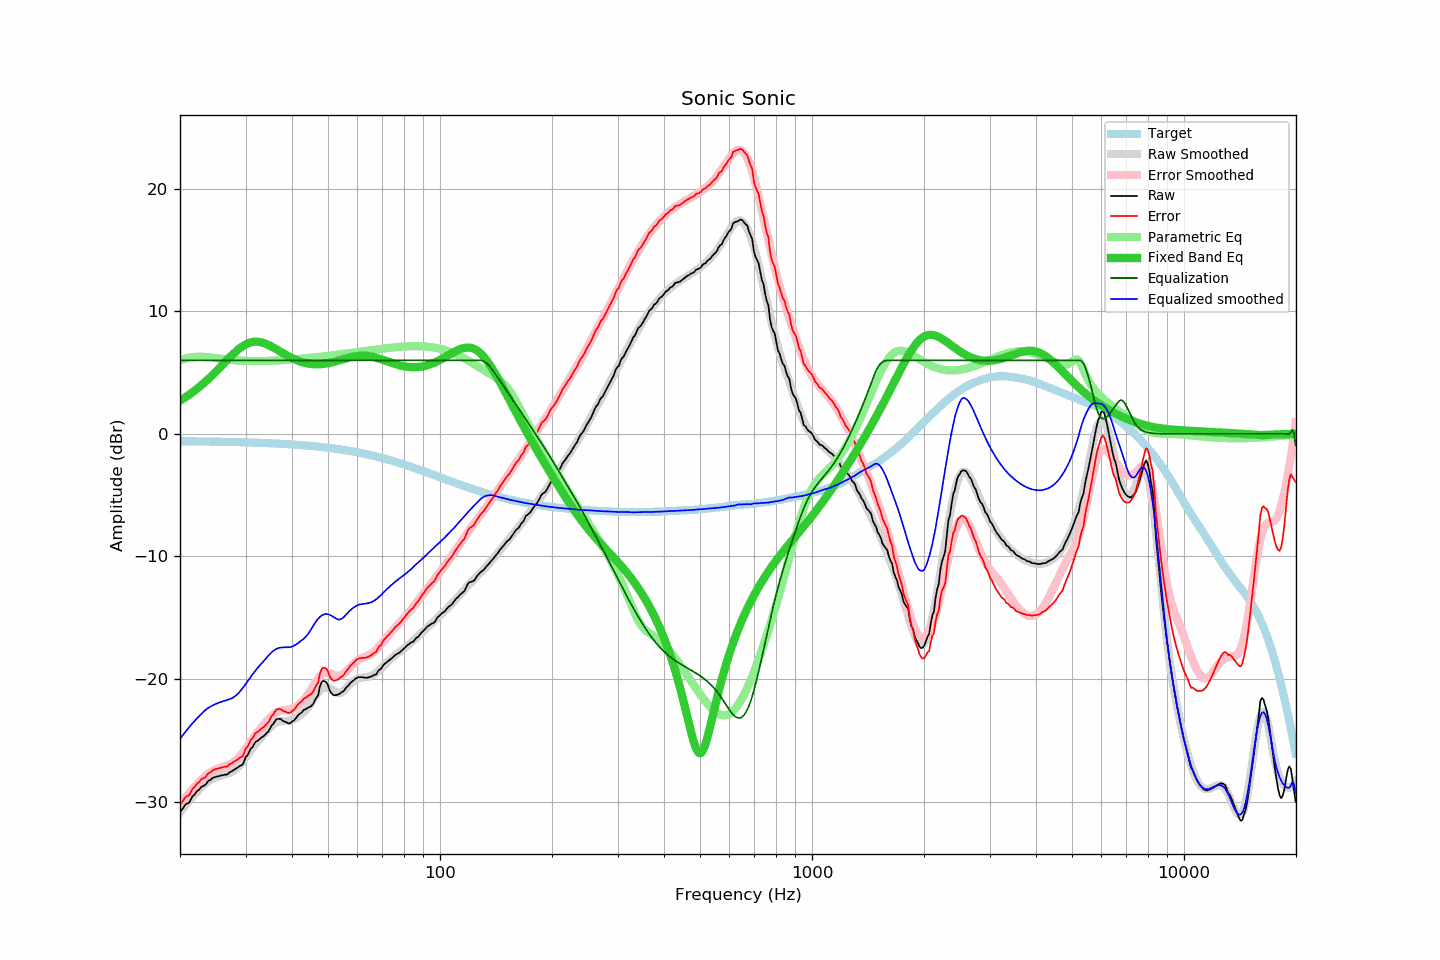 Sonic Sonic
Target
Raw Smoothed
Error Smoothed
Raw
Error
Parametric Eq
Fixed Band Eq
Equalization
Equalized smoothed
Amplitude (dBr)
20
10
0
−10
−20
−30
100
1000
10000
Frequency (Hz)